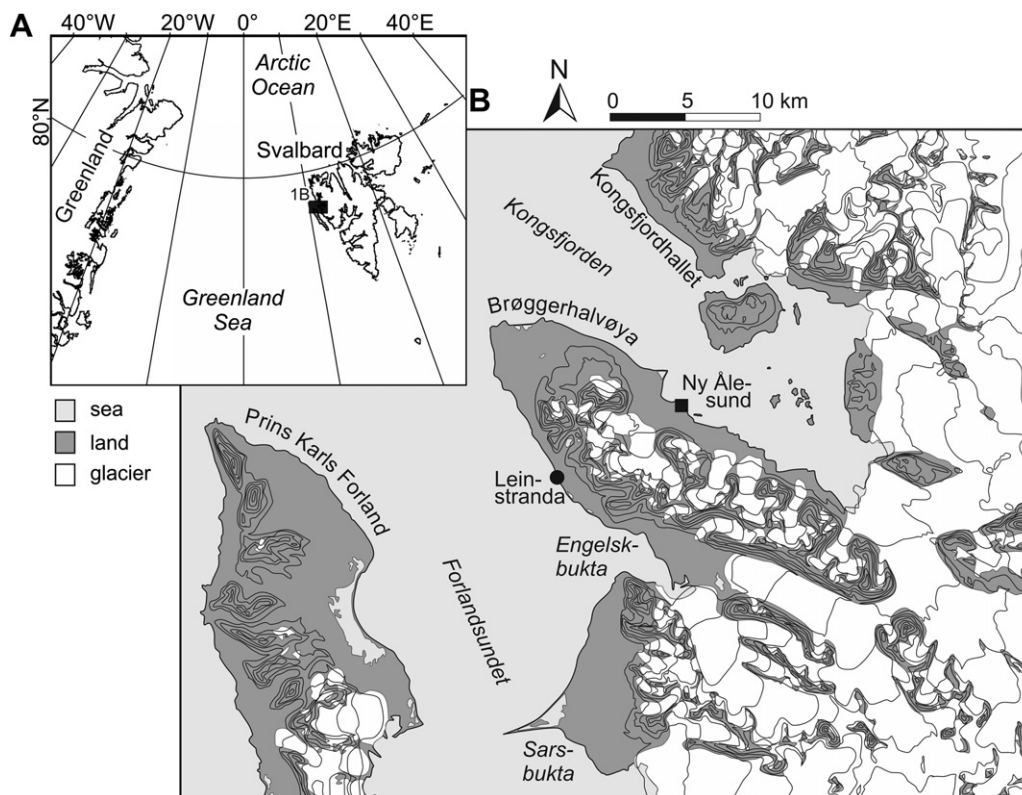 A
40°W
20°W
0°
20°E
40°E
80°N
Arctic
Ocean
Greenland
Svalbard
1B
Greenland
Sea
sea
land
glacier
B
N
0
5
10 km
Kongsfjorden
Kongsfjordhallet
Brøggerhalvøya
Ny Åle-
sund
Prins Karls Forland
Lein-
stranda
Engelsk-
bukta
Forlandsundet
Sars-
bukta